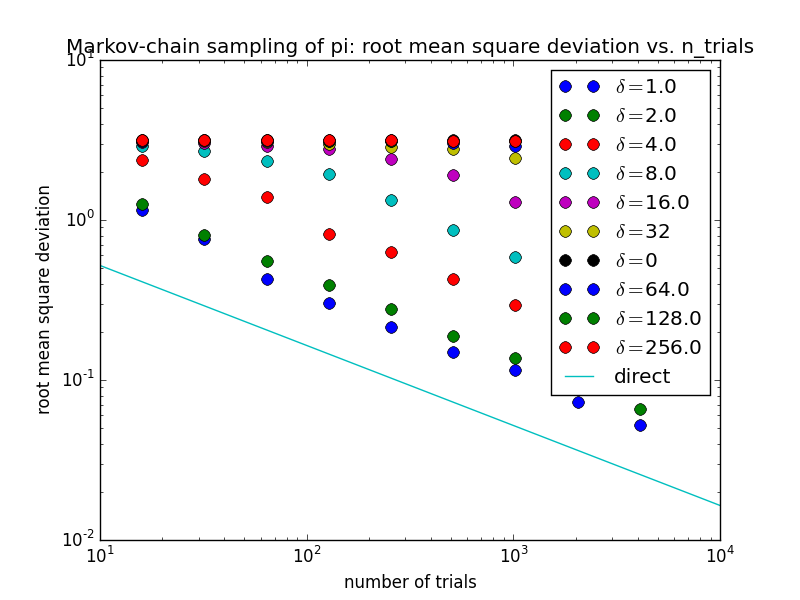 Markov-chain sampling of pi: root mean square deviation vs. n_trials
root mean square deviation
10^1
10^0
10^-1
10^-2
δ=1.0
δ=2.0
δ=4.0
δ=8.0
δ=16.0
δ=32
δ=0
δ=64.0
δ=128.0
δ=256.0
direct
10^1 10^2 10^3 10^4
number of trials